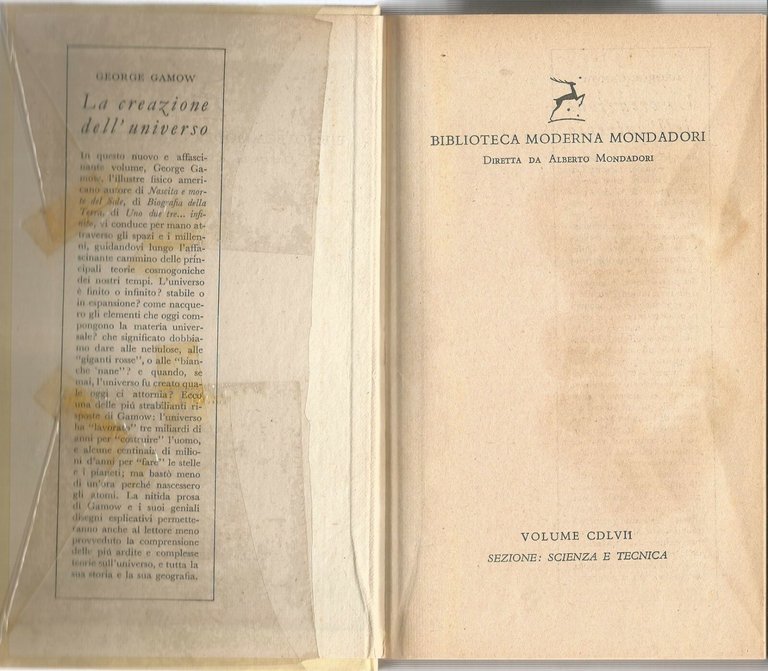 GEORGE GAMOW
La creazione
dell'universo
In questo nuovo e affasci-
nante volume, George Ga-
mow, l'illustre fisico ameri-
cano autore di Nascita e mor-
te del Sole, di Biografia della
Terra, di Uno due tre... infi-
nito, vi conduce per mano at-
traverso gli spazi e i millen-
ni, guidandovi lungo l'affa-
scinante cammino delle prin-
cipali teorie cosmogoniche
dei nostri tempi. L'universo
è finito o infinito? stabile o
in espansione? come nacque-
ro gli elementi che oggi com-
pongono la materia univer-
sale? che significato dobbia-
mo dare alle nebulose, alle
"giganti rosse", o alle "bian-
che nane"? e quando, se
mai, l'universo fu creato qua-
le oggi ci attornia? Ecco
una delle piú strabilianti ri-
sposte di Gamow: l'universo
ha "lavorato" tre miliardi di
anni per "costruire" l'uomo,
e alcune centinaia di milio-
ni d'anni per "fare" le stelle
e i pianeti; ma bastò meno
di un'ora perché nascessero
gli atomi. La nitida prosa
di Gamow e i suoi geniali
disegni esplicativi permette-
ranno anche al lettore meno
provveduto la comprensione
delle piú ardite e complesse
teorie sull'universo, e tutta la
sua storia e la sua geografia.
BIBLIOTECA MODERNA MONDADORI
DIRETTA DA ALBERTO MONDADORI
VOLUME CDLVII
SEZIONE: SCIENZA E TECNICA